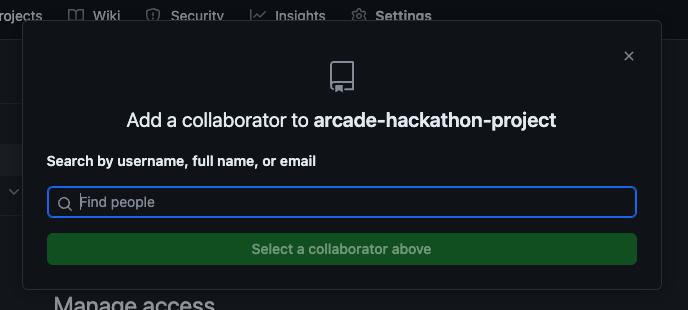 rojects Wiki Security Insights Settings
Add a collaborator to arcade-hackathon-project
Search by username, full name, or email
Find people
Select a collaborator above
Manage access